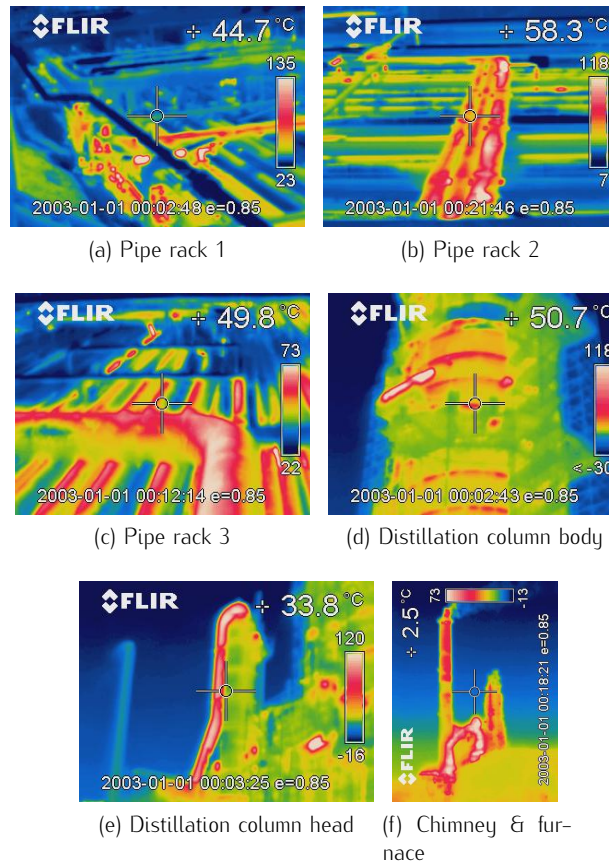 FLIR 44.7 °C
135
23
2003-01-01 00:02:48 e=0.85
(a) Pipe rack 1
FLIR 58.3 °C
118
7
2003-01-01 00:21:46 e=0.85
(b) Pipe rack 2
FLIR 49.8 °C
73
22
2003-01-01 00:12:14 e=0.85
(c) Pipe rack 3
FLIR 50.7 °C
118
<-30
2003-01-01 00:02:43 e=0.85
(d) Distillation column body
FLIR 33.8 °C
120
-16
2003-01-01 00:03:25 e=0.85
(e) Distillation column head
FLIR 2.5 °C
73
-13
2003-01-01 00:18:21 e=0.85
(f) Chimney & fur-
nace